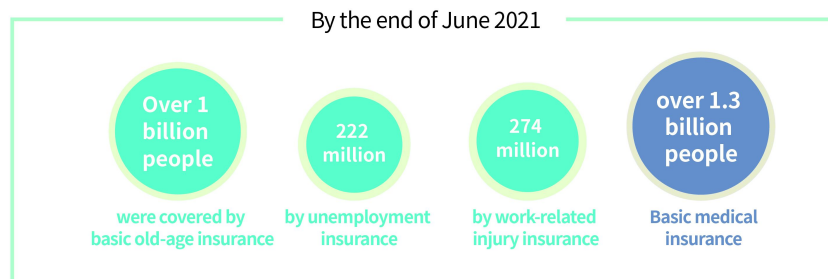 By the end of June 2021
Over 1
billion
people
were covered by
basic old-age insurance
222
million
by unemployment
insurance
274
million
by work-related
injury insurance
over 1.3
billion
people
Basic medical
insurance